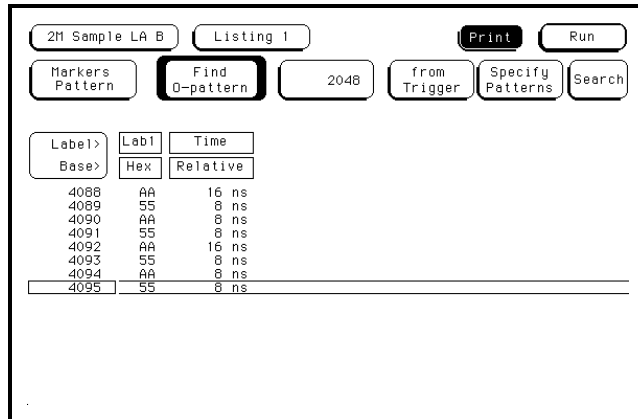 2M Sample LA B Listing 1 Print Run
Markers Pattern Find O-pattern 2048 from Trigger Specify Patterns Search
Label> Lab1 Time
Base> Hex Relative
4088 AA 16 ns
4089 55 8 ns
4090 AA 8 ns
4091 55 8 ns
4092 AA 16 ns
4093 55 8 ns
4094 AA 8 ns
4095 55 8 ns